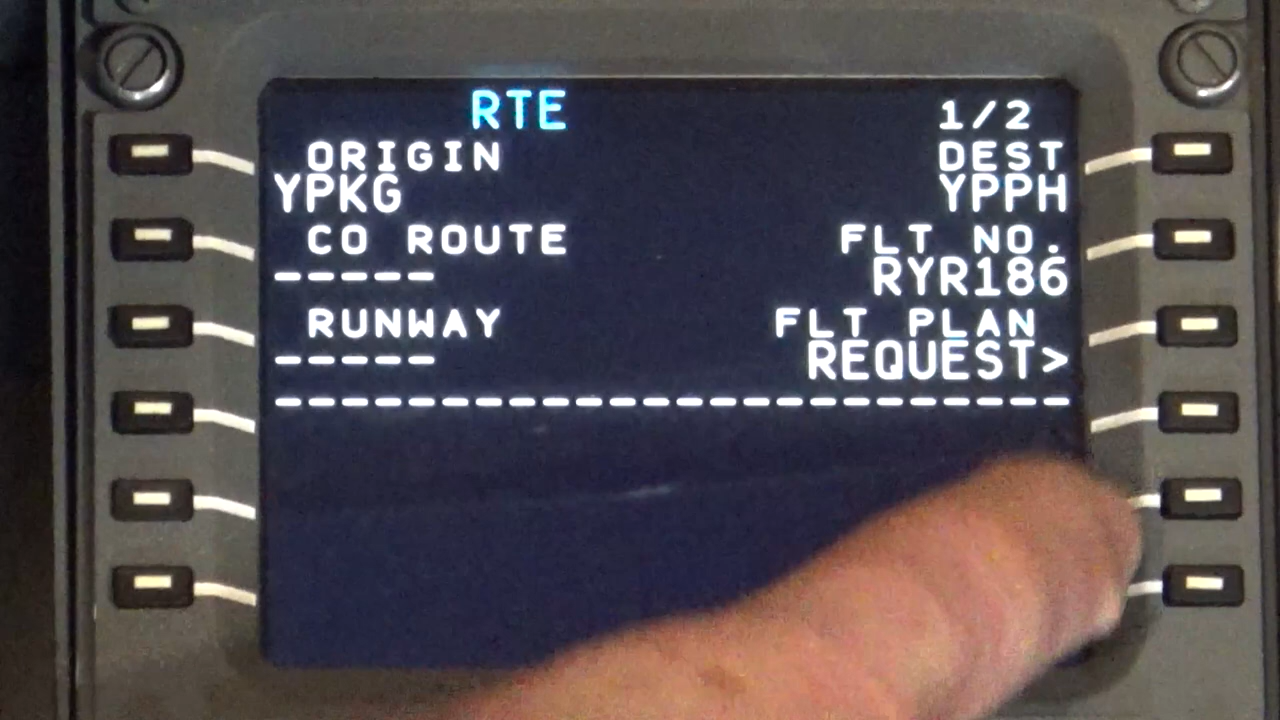 RTE 1/2
ORIGIN DEST
YPKG YPPH
CO ROUTE FLT NO.
----- RYR186
RUNWAY FLT PLAN
----- REQUEST>
------------------------